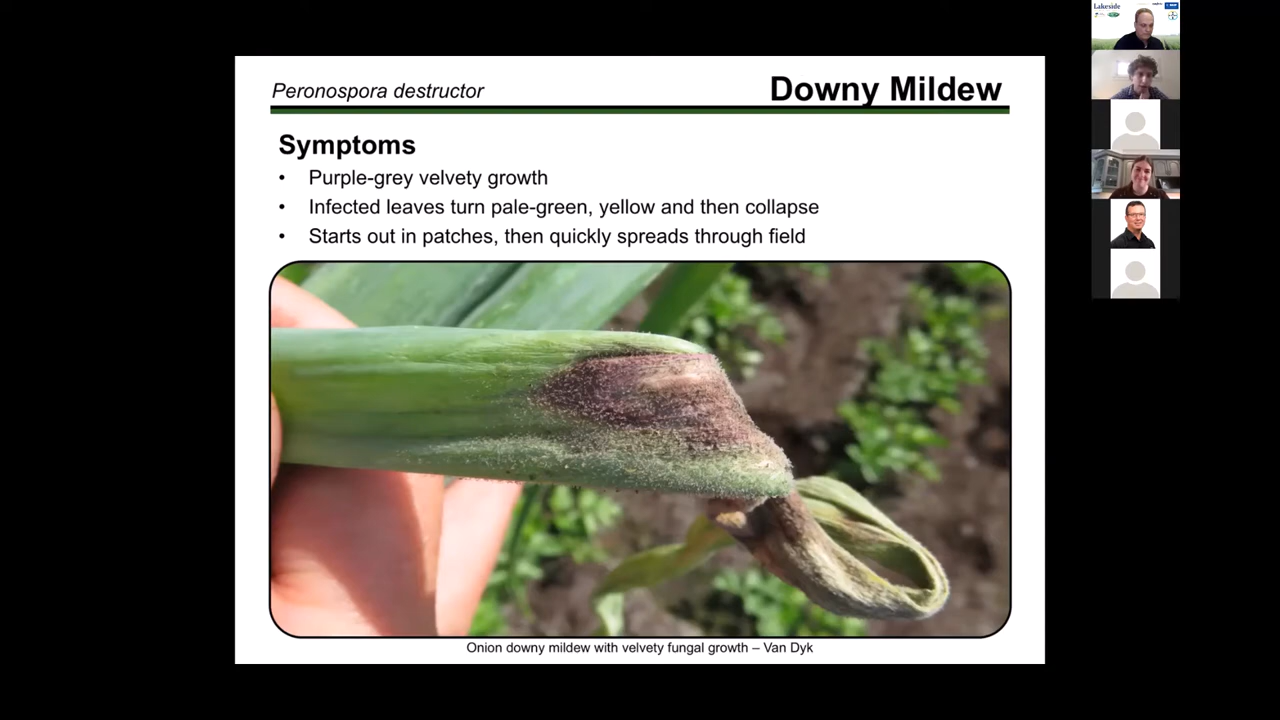 Peronospora destructor
Downy Mildew
Symptoms
• Purple-grey velvety growth
• Infected leaves turn pale-green, yellow and then collapse
• Starts out in patches, then quickly spreads through field
Onion downy mildew with velvety fungal growth – Van Dyk
Lakeside